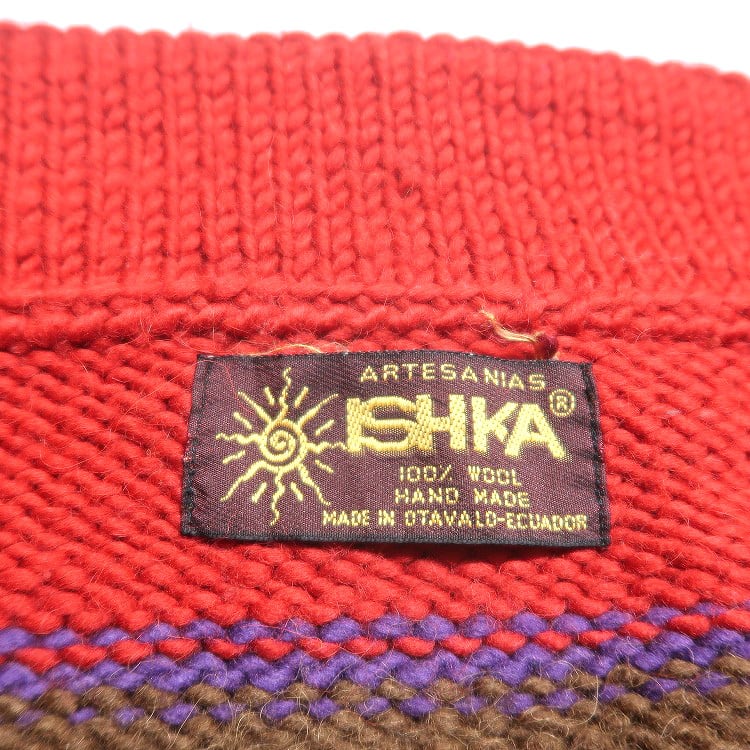 ARTESANIAS
ISHKA®
100% WOOL
HAND MADE
MADE IN OTAVALO-ECUADOR